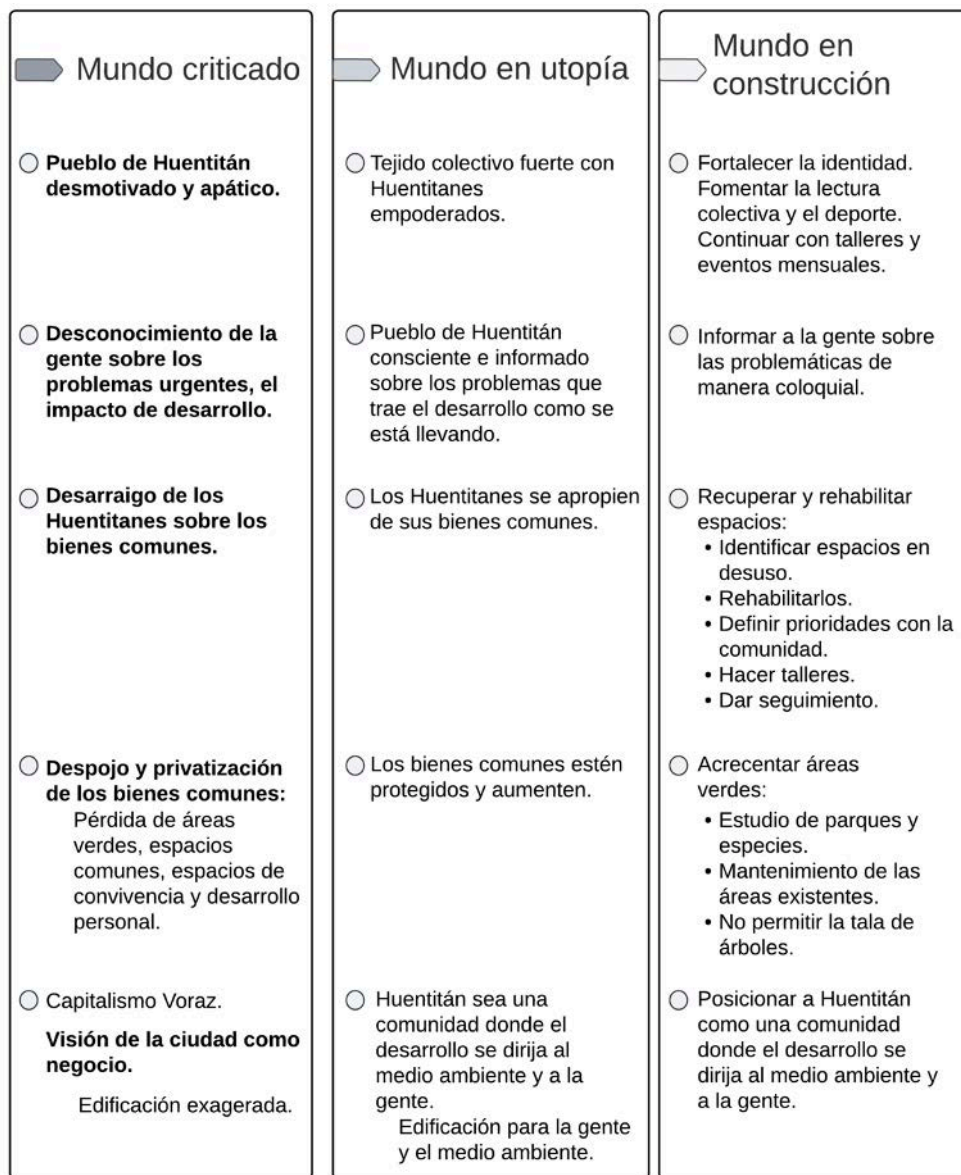 Mundo criticado
Pueblo de Huentitán
desmotivado y apático.
Desconocimiento de la
gente sobre los
problemas urgentes, el
impacto de desarrollo.
Desarraigo de los
Huentitanes sobre los
bienes comunes.
Despojo y privatización
de los bienes comunes:
Pérdida de áreas
verdes, espacios
comunes, espacios de
convivencia y desarrollo
personal.
Capitalismo Voraz.
Visión de la ciudad como
negocio.
Edificación exagerada.
Mundo en utopía
Tejido colectivo fuerte con
Huentitanes
empoderados.
Pueblo de Huentitán
consciente e informado
sobre los problemas que
trae el desarrollo como se
está llevando.
Los Huentitanes se apropien
de sus bienes comunes.
Los bienes comunes estén
protegidos y aumenten.
Huentitán sea una
comunidad donde el
desarrollo se dirija al
medio ambiente y a la
gente.
Edificación para la gente
y el medio ambiente.
Mundo en
construcción
Fortalecer la identidad.
Fomentar la lectura
colectiva y el deporte.
Continuar con talleres y
eventos mensuales.
Informar a la gente sobre
las problemáticas de
manera coloquial.
Recuperar y rehabilitar
espacios:
• Identificar espacios en
desuso.
• Rehabilitarlos.
• Definir prioridades con la
comunidad.
• Hacer talleres.
• Dar seguimiento.
Acrecentar áreas
verdes:
• Estudio de parques y
especies.
• Mantenimiento de las
áreas existentes.
• No permitir la tala de
árboles.
Posicionar a Huentitán
como una comunidad
donde el desarrollo se
dirija al medio ambiente y
a la gente.